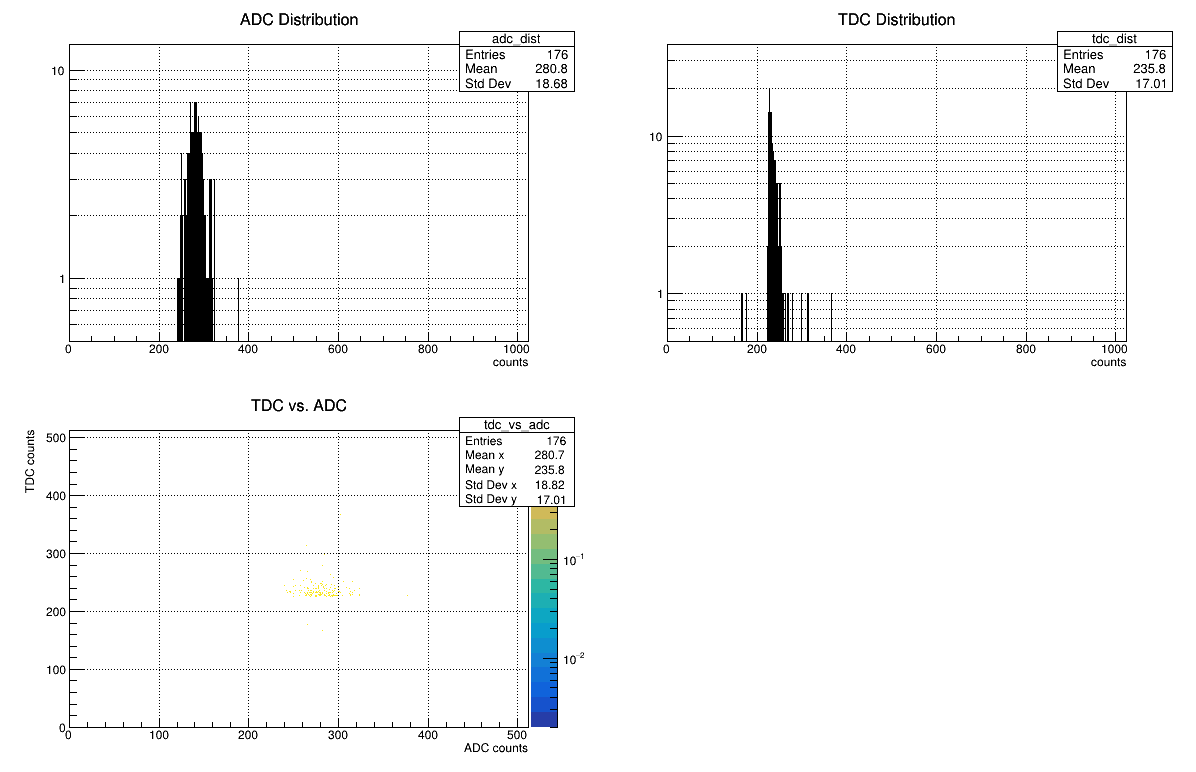 ADC Distribution
adc_dist
Entries 176
Mean 280.8
Std Dev 18.68
10
1
0 200 400 600 800 1000
counts
TDC Distribution
tdc_dist
Entries 176
Mean 235.8
Std Dev 17.01
10
1
0 200 400 600 800 1000
counts
TDC vs. ADC
tdc_vs_adc
Entries 176
Mean x 280.7
Mean y 235.8
Std Dev x 18.82
Std Dev y 17.01
TDC counts
500
400
300
200
100
0
0 100 200 300 400 500
ADC counts
10⁻¹
10⁻²